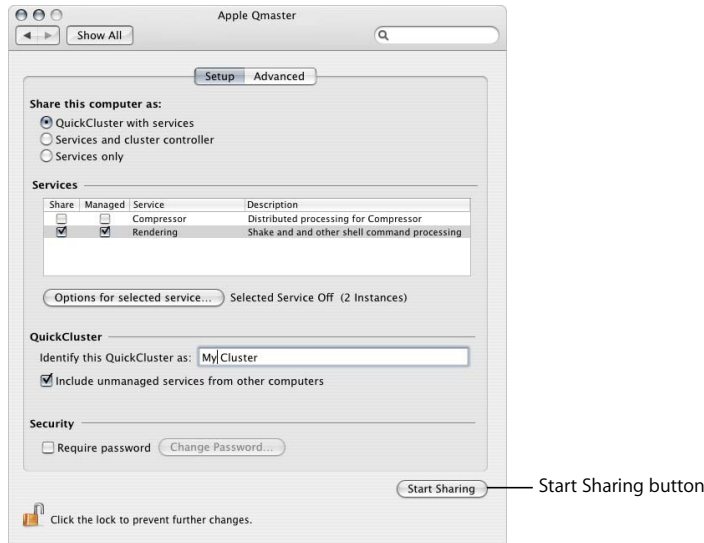 Apple Qmaster
Show All
Setup Advanced
Share this computer as:
QuickCluster with services
Services and cluster controller
Services only
Services
Share Managed Service Description
Compressor Distributed processing for Compressor
Rendering Shake and and other shell command processing
Options for selected service... Selected Service Off (2 Instances)
QuickCluster
Identify this QuickCluster as: My Cluster
Include unmanaged services from other computers
Security
Require password Change Password...
Start Sharing Start Sharing button
Click the lock to prevent further changes.